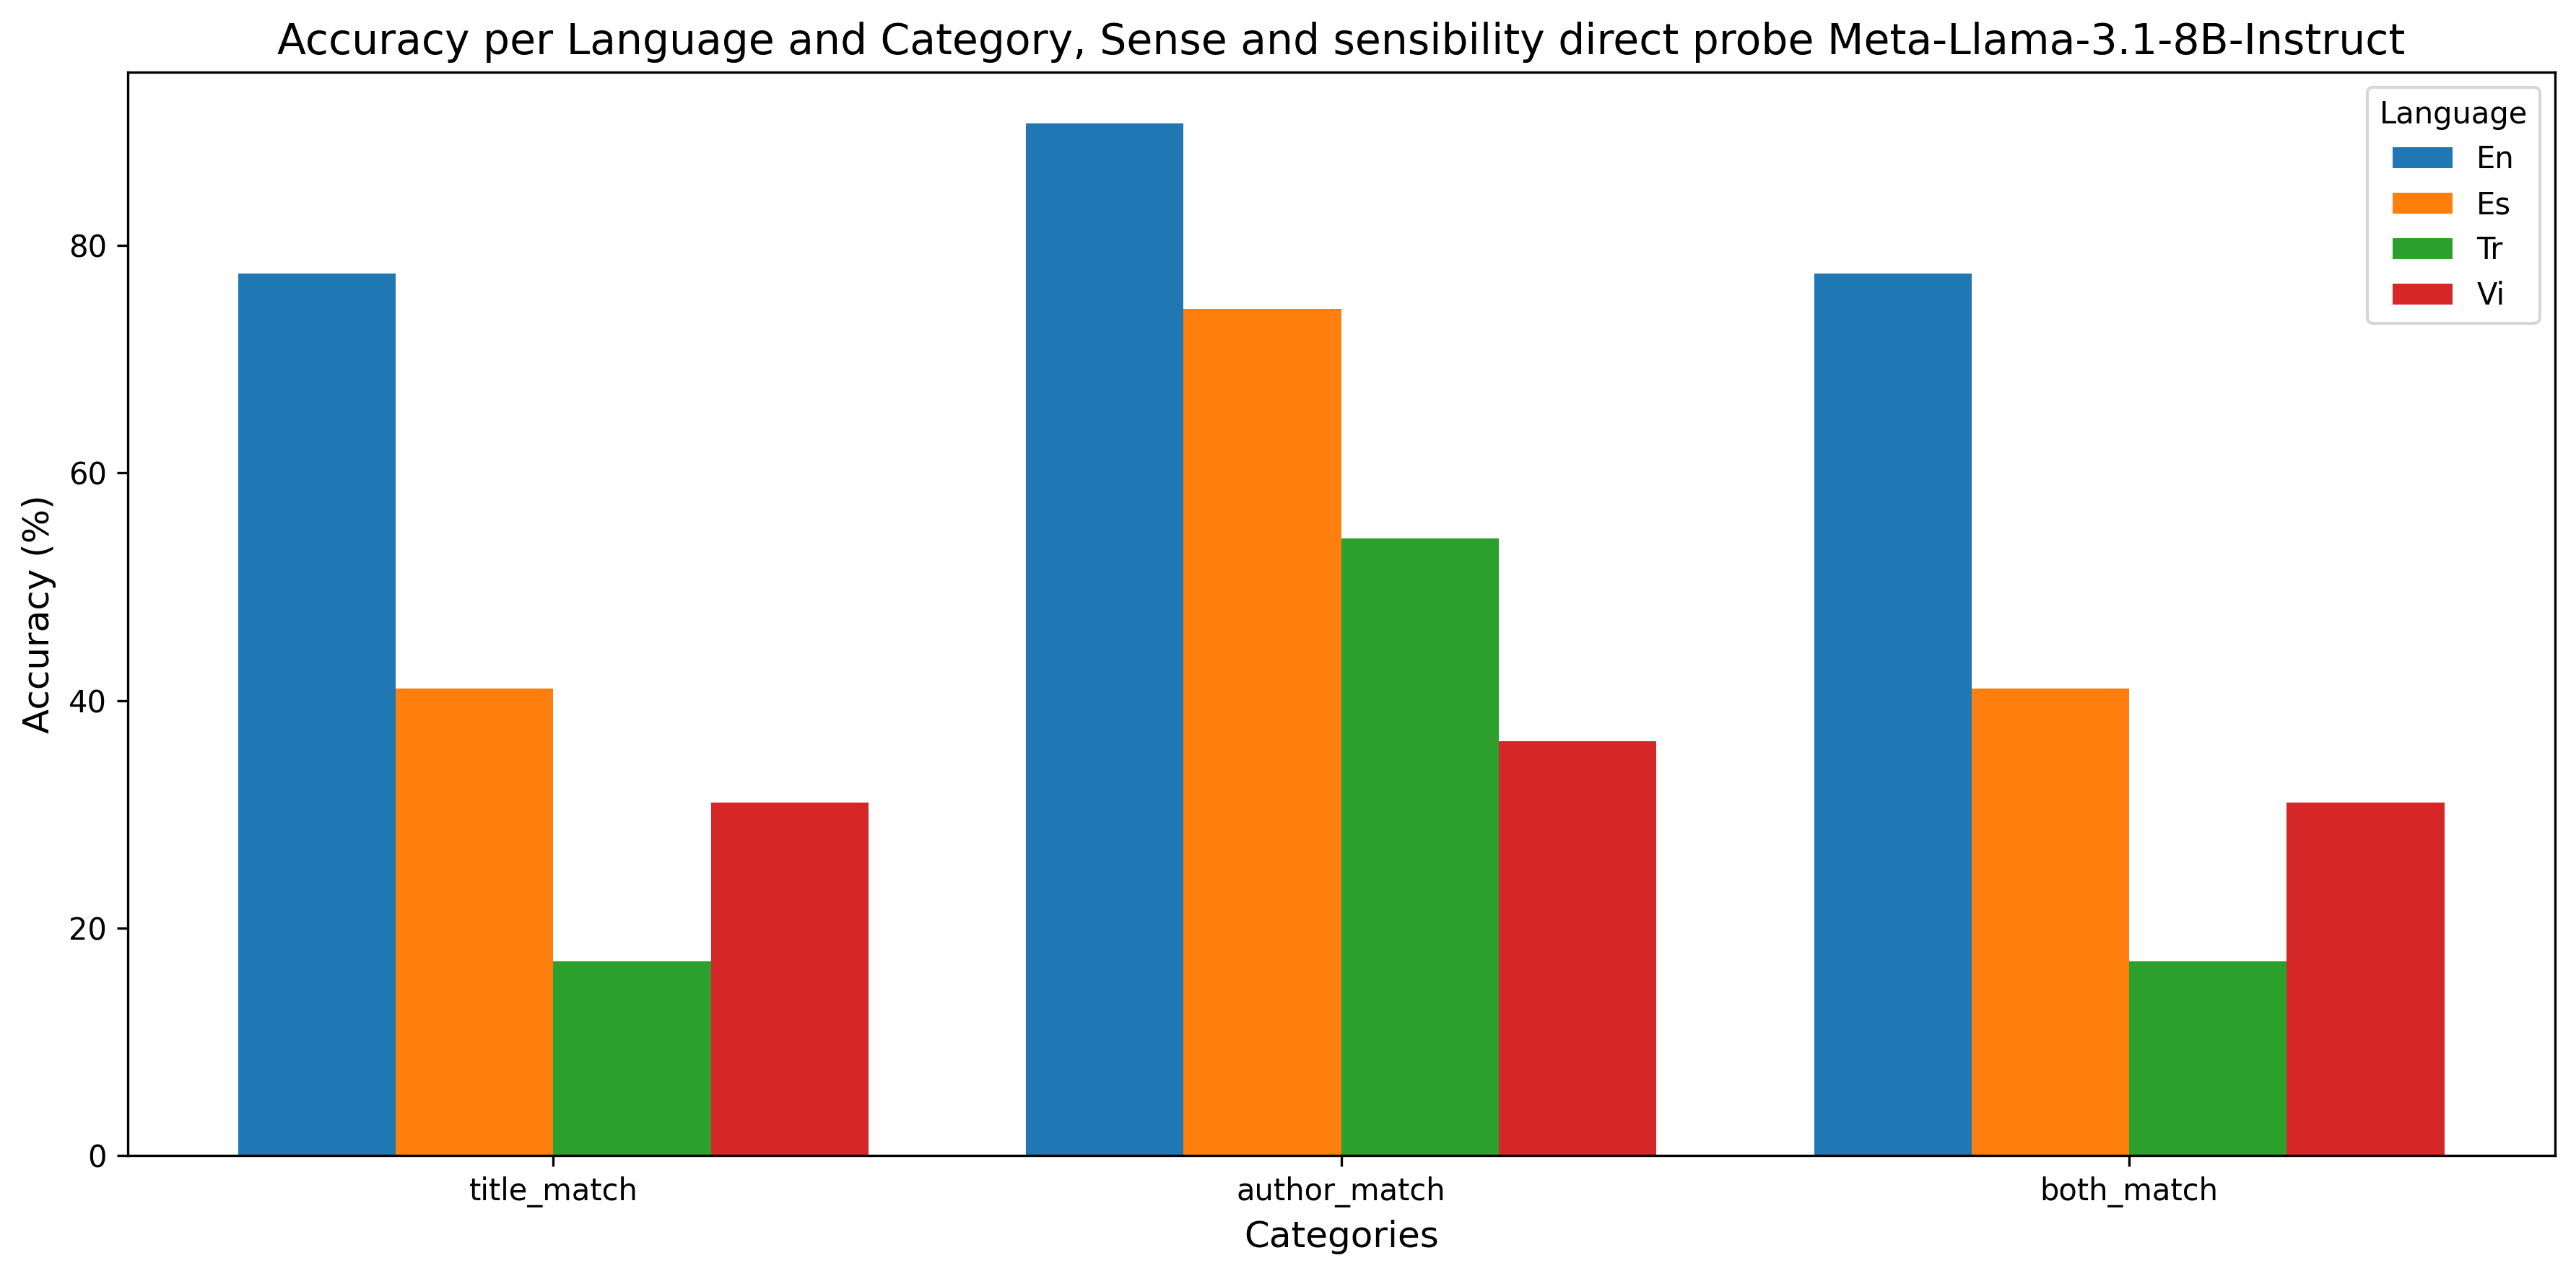 Accuracy per Language and Category, Sense and sensibility direct probe Meta-Llama-3.1-8B-Instruct
Language
En
Es
Tr
Vi
Accuracy (%)
80
60
40
20
0
title_match
author_match
both_match
Categories